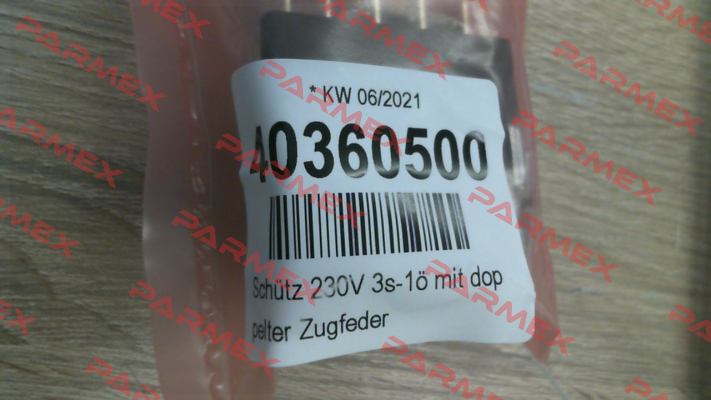 * KW 06/2021
40360500
Schütz 230V 3s-1ö mit dop
pelter Zugfeder
PARMEX